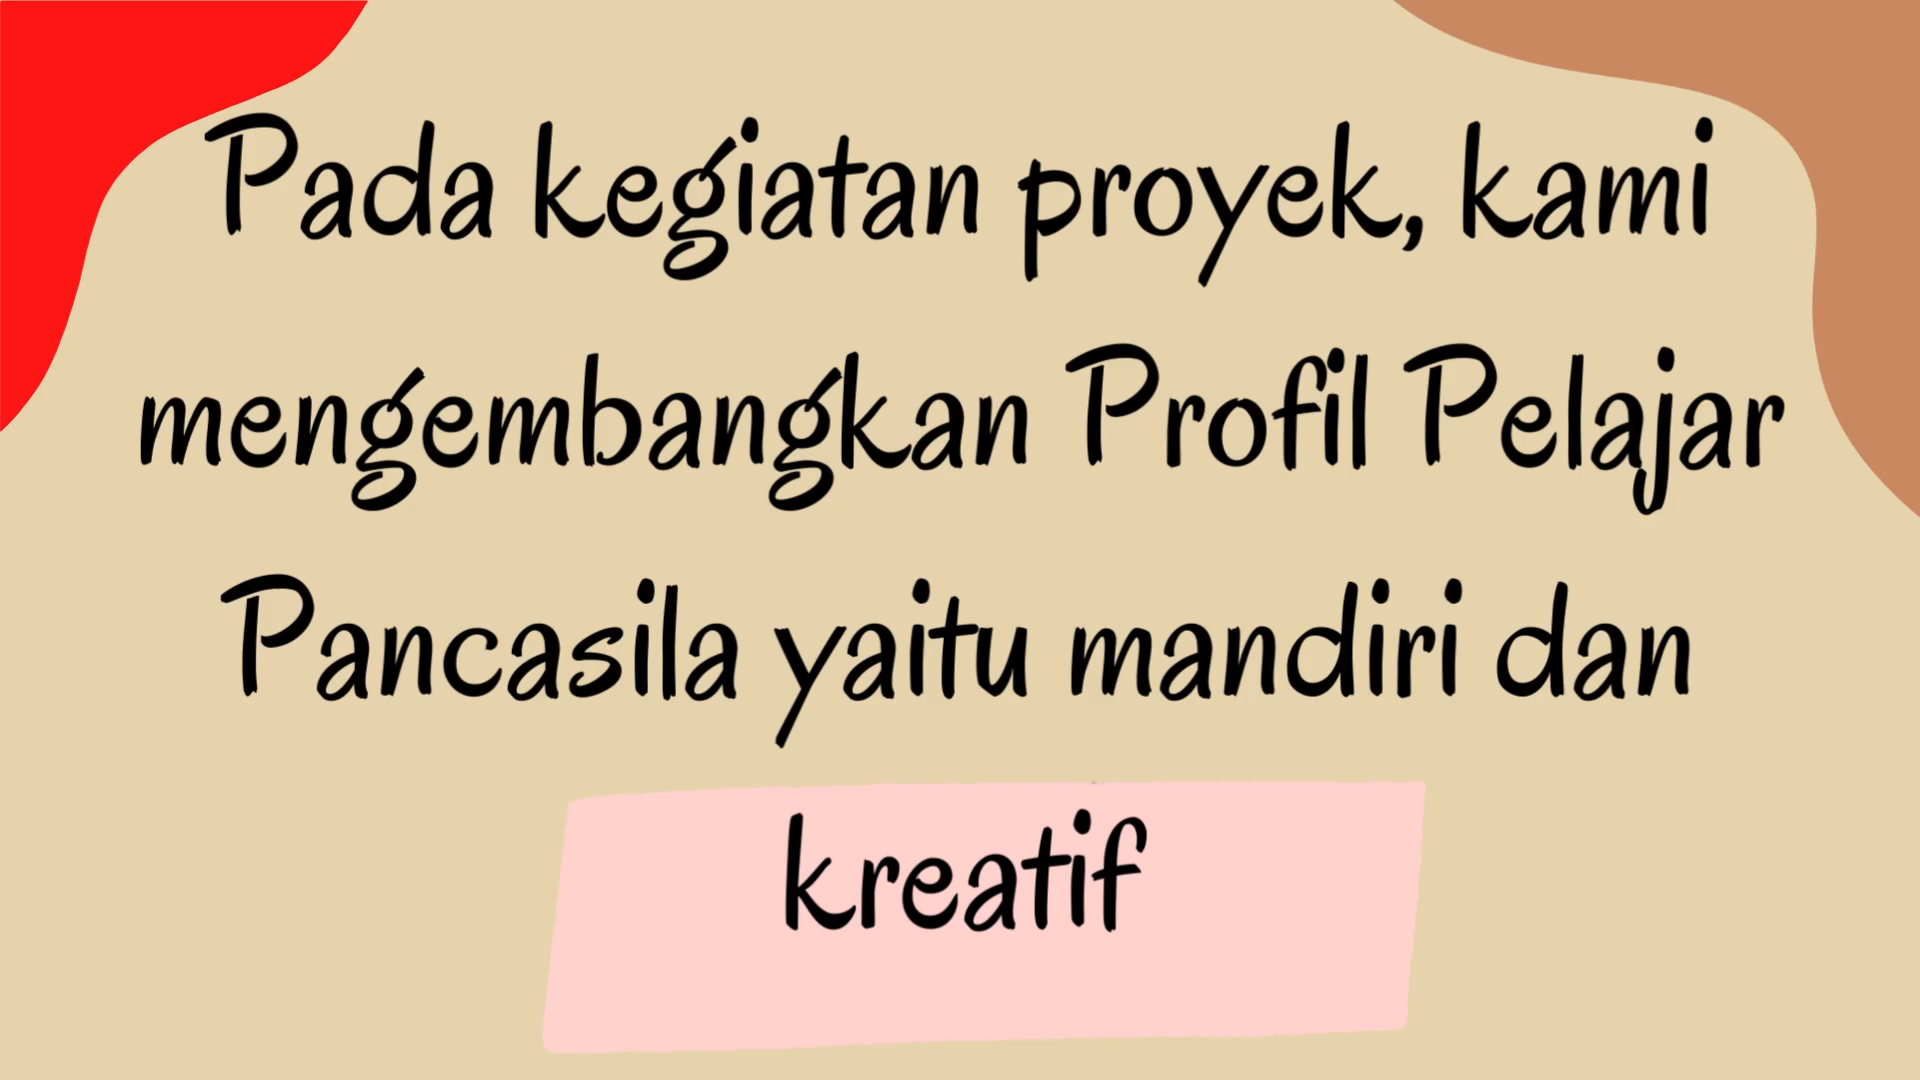 Pada kegiatan proyek, kami
mengembangkan Profil Pelajar
Pancasila yaitu mandiri dan
kreatif